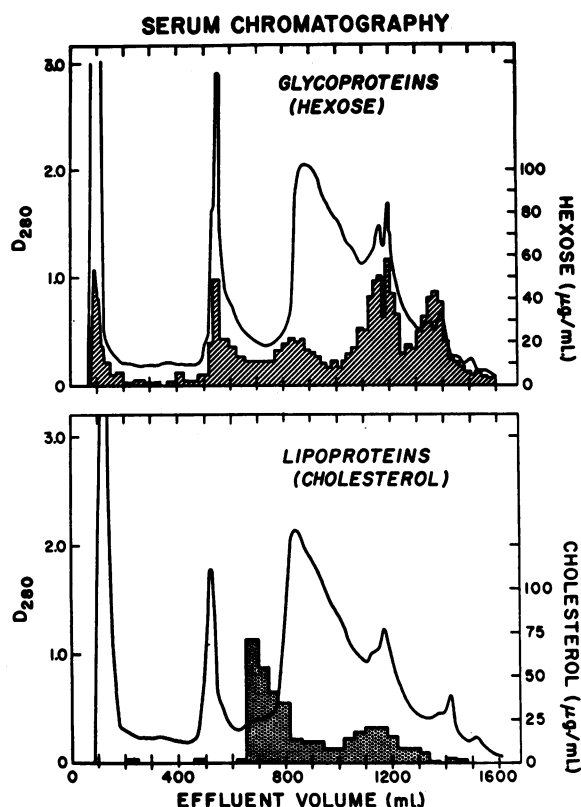 SERUM CHROMATOGRAPHY
GLYCOPROTEINS
(HEXOSE)
3.0
2.0
1.0
0
D280
100
80
60
40
20
0
HEXOSE (µg/mL)
LIPOPROTEINS
(CHOLESTEROL)
3.0
2.0
1.0
0
D280
100
75
50
25
0
CHOLESTEROL (µg/mL)
0 400 800 1200 1600
EFFLUENT VOLUME (mL)